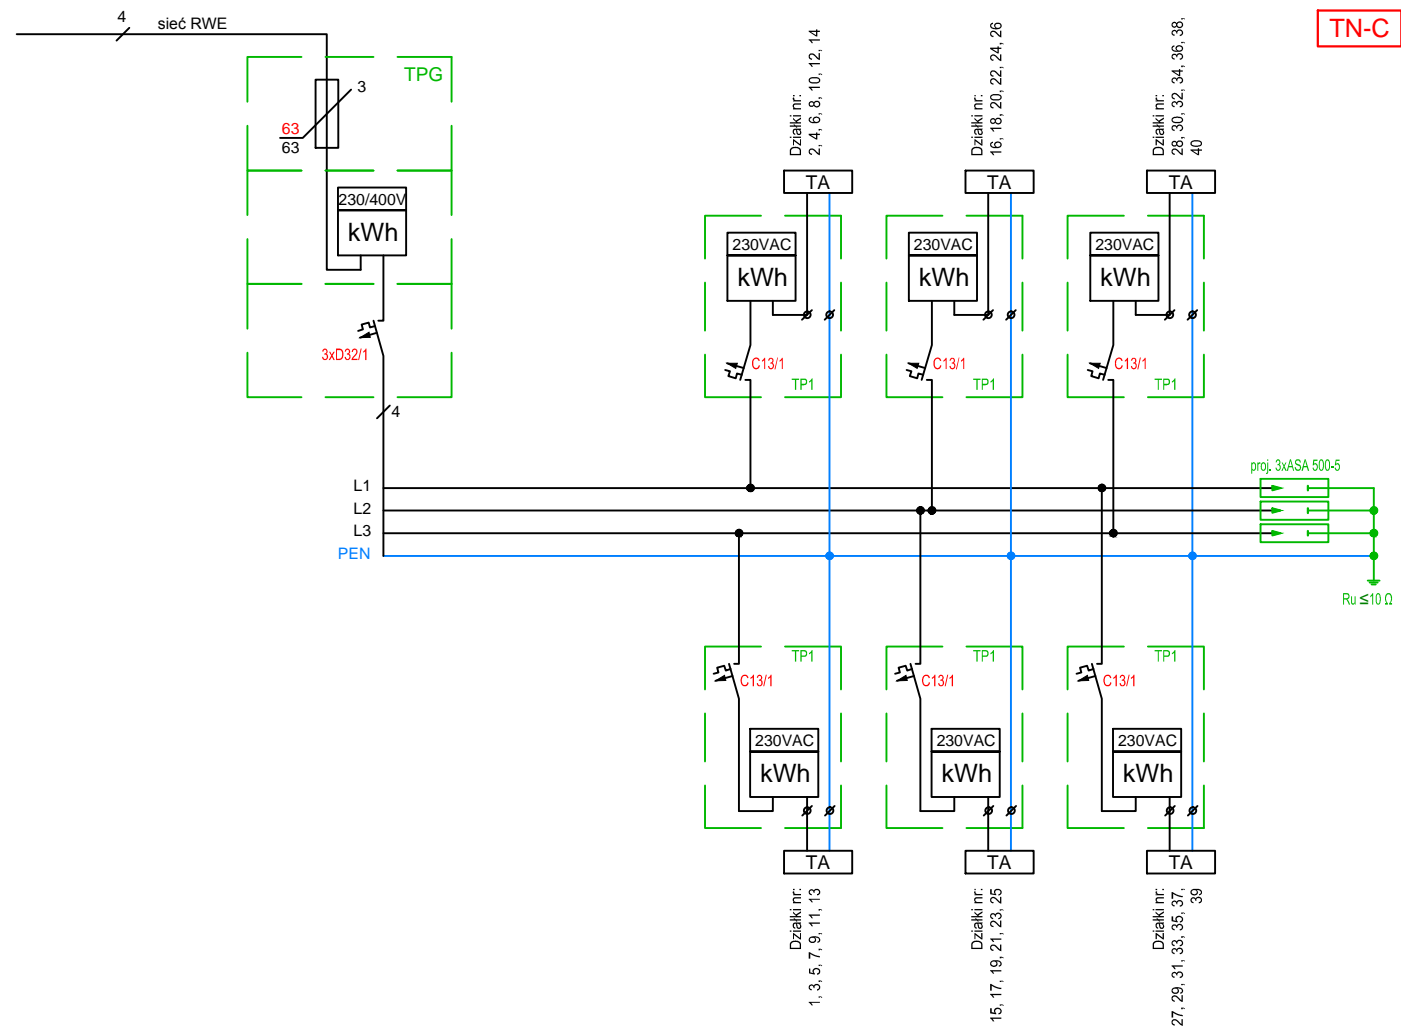 4
sieć RWE
TN-C
TPG
3
63
63
230/400V
kWh
3xD32/1
4
Działki nr:
2, 4, 6, 8, 10, 12, 14
Działki nr:
16, 18, 20, 22, 24, 26
Działki nr:
28, 30, 32, 34, 36, 38,
40
TA
TA
TA
230VAC
kWh
C13/1
TP1
230VAC
kWh
C13/1
TP1
230VAC
kWh
C13/1
TP1
proj. 3xASA 500-5
L1
L2
L3
PEN
Ru ≤10 Ω
TP1
C13/1
230VAC
kWh
TP1
C13/1
230VAC
kWh
TP1
C13/1
230VAC
kWh
TA
TA
TA
Działki nr:
1, 3, 5, 7, 9, 11, 13
Działki nr:
15, 17, 19, 21, 23, 25
Działki nr:
27, 29, 31, 33, 35, 37,
39